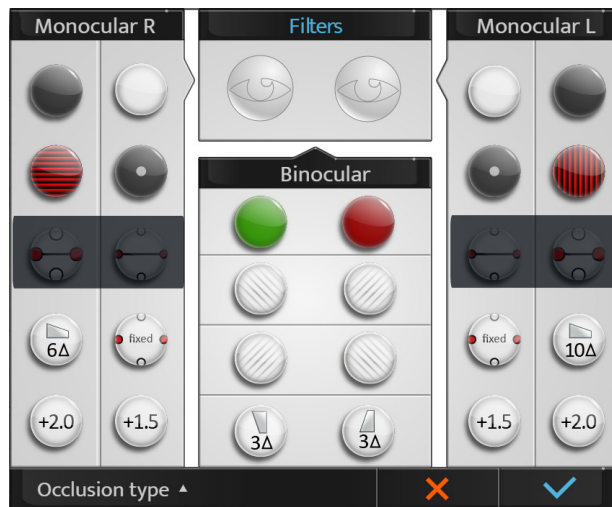 Monocular R
Filters
Monocular L
Binocular
6Δ
fixed
fixed
10Δ
+2.0
+1.5
3Δ
3Δ
+1.5
+2.0
Occlusion type